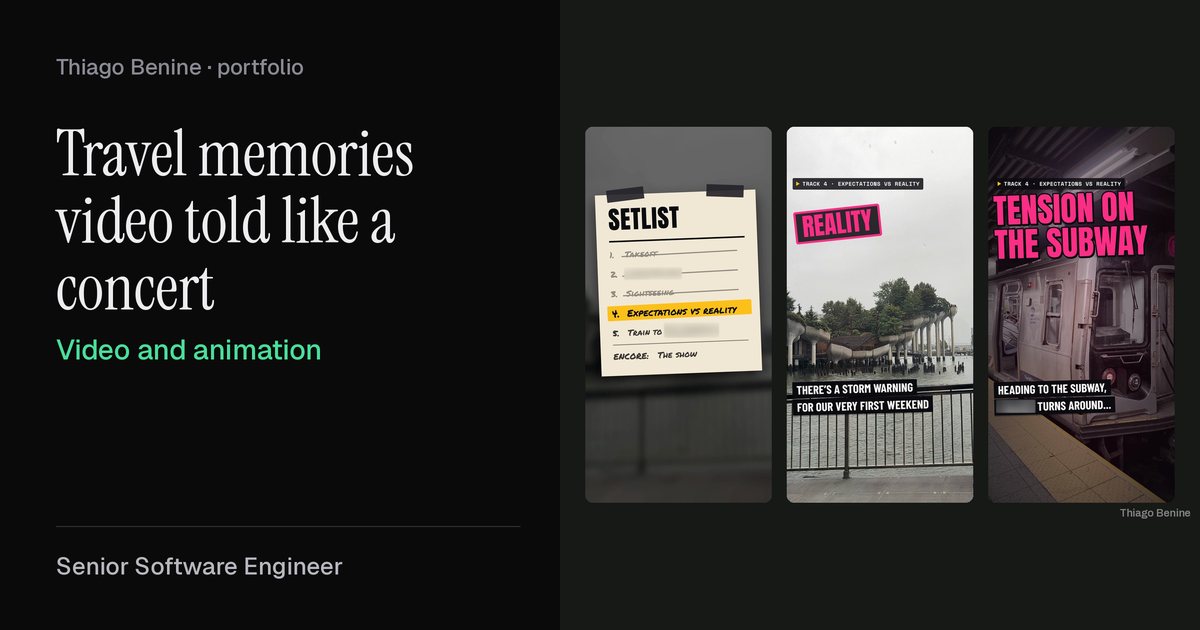 Thiago Benine · portfolio
Travel memories
video told like a
concert
Video and animation
Senior Software Engineer
SETLIST
1. TAKEOFF
2.
3. SIGHTSEEING
4. EXPECTATIONS VS REALITY
5. TRAIN TO
ENCORE: THE SHOW
TRACK 4 · EXPECTATIONS VS REALITY
REALITY
THERE'S A STORM WARNING
FOR OUR VERY FIRST WEEKEND
TRACK 4 · EXPECTATIONS VS REALITY
TENSION ON
THE SUBWAY
HEADING TO THE SUBWAY,
TURNS AROUND...
Thiago Benine